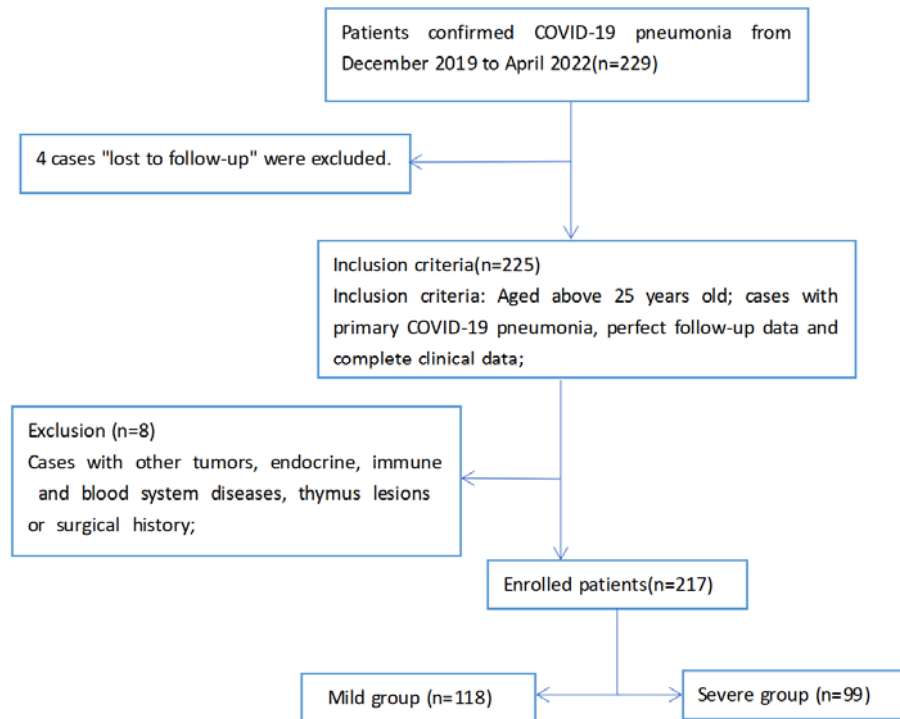 Patients confirmed COVID-19 pneumonia from
December 2019 to April 2022(n=229)
4 cases "lost to follow-up" were excluded.
Inclusion criteria(n=225)
Inclusion criteria: Aged above 25 years old; cases with
primary COVID-19 pneumonia, perfect follow-up data and
complete clinical data;
Exclusion (n=8)
Cases with other tumors, endocrine, immune
and blood system diseases, thymus lesions
or surgical history;
Enrolled patients(n=217)
Mild group (n=118)
Severe group (n=99)